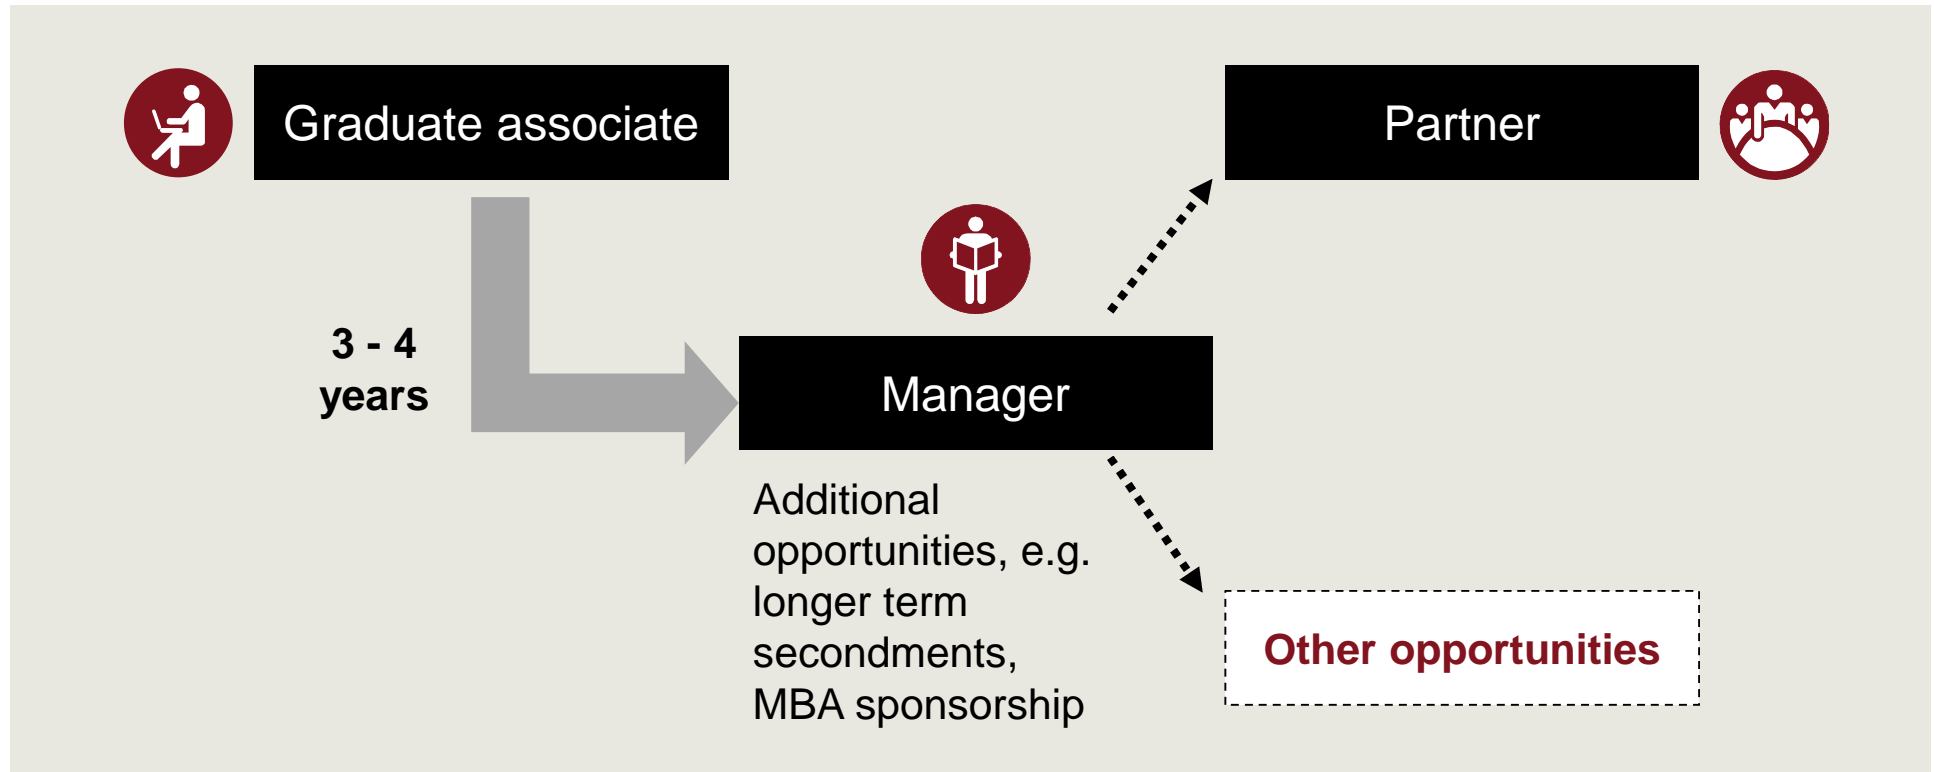 Graduate associate
Partner
3 - 4
years
Manager
Additional
opportunities, e.g.
longer term
secondments,
MBA sponsorship
Other opportunities